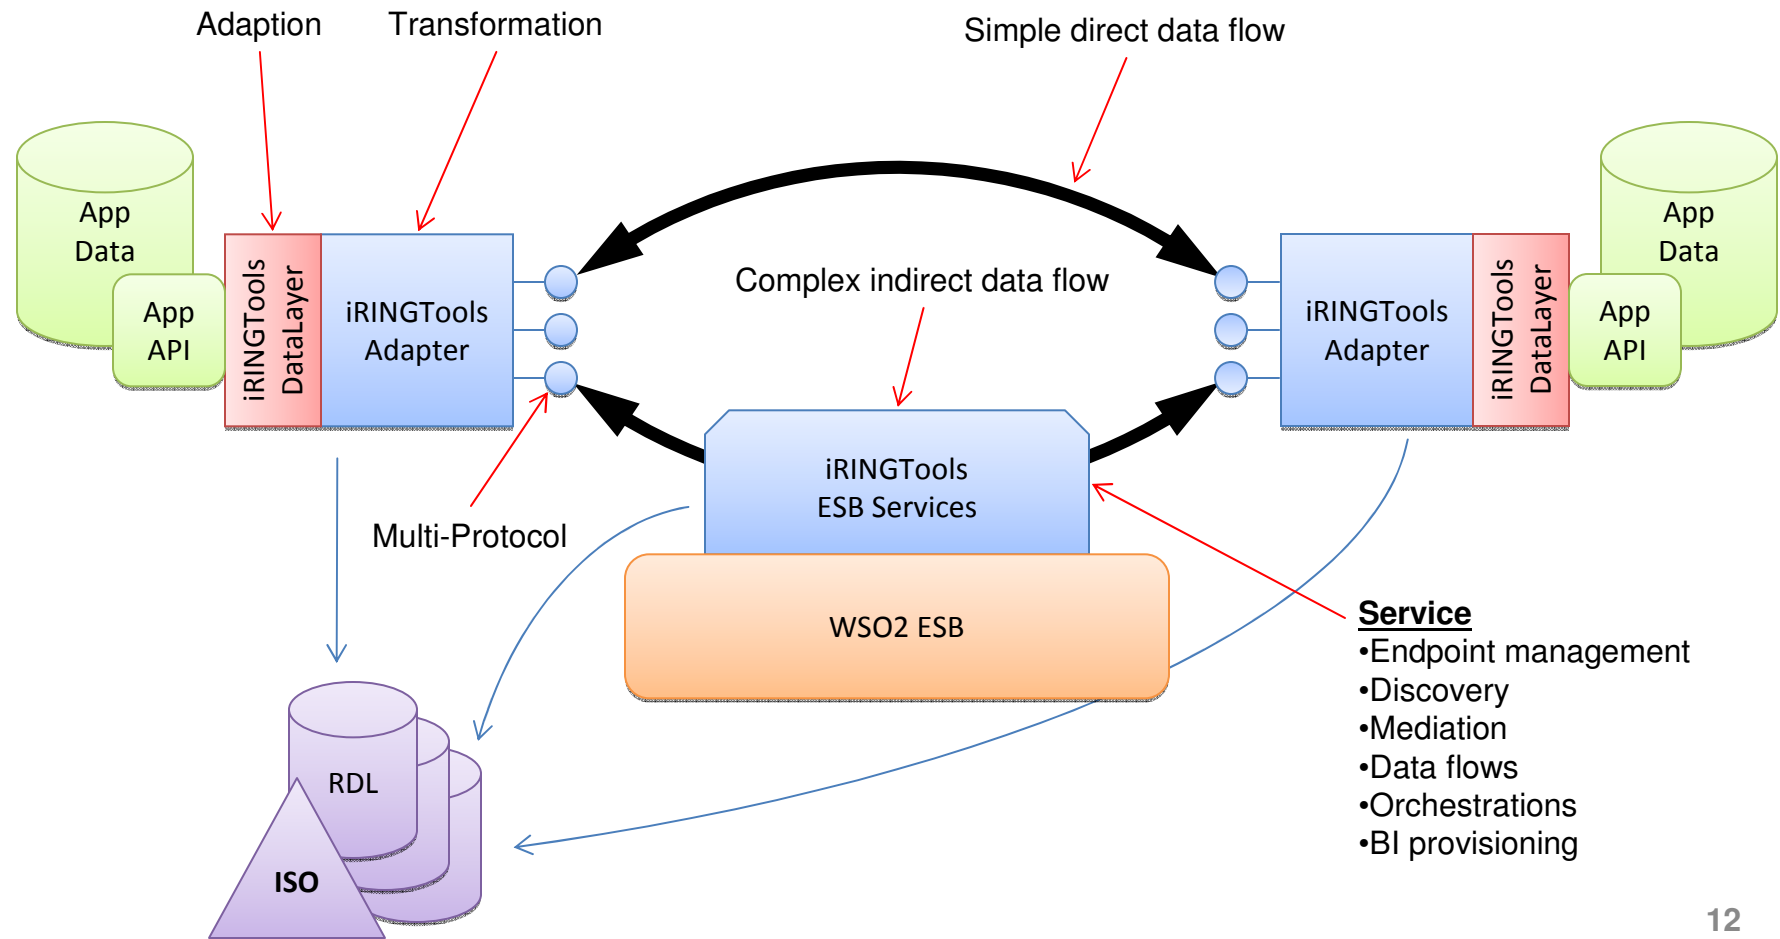 Adaption
Transformation
Simple direct data flow
App
Data
App
API
iRINGTools
DataLayer
iRINGTools
Adapter
Complex indirect data flow
iRINGTools
Adapter
iRINGTools
DataLayer
App
Data
App
API
Multi-Protocol
iRINGTools
ESB Services
WSO2 ESB
Service
•Endpoint management
•Discovery
•Mediation
•Data flows
•Orchestrations
•BI provisioning
RDL
ISO
12